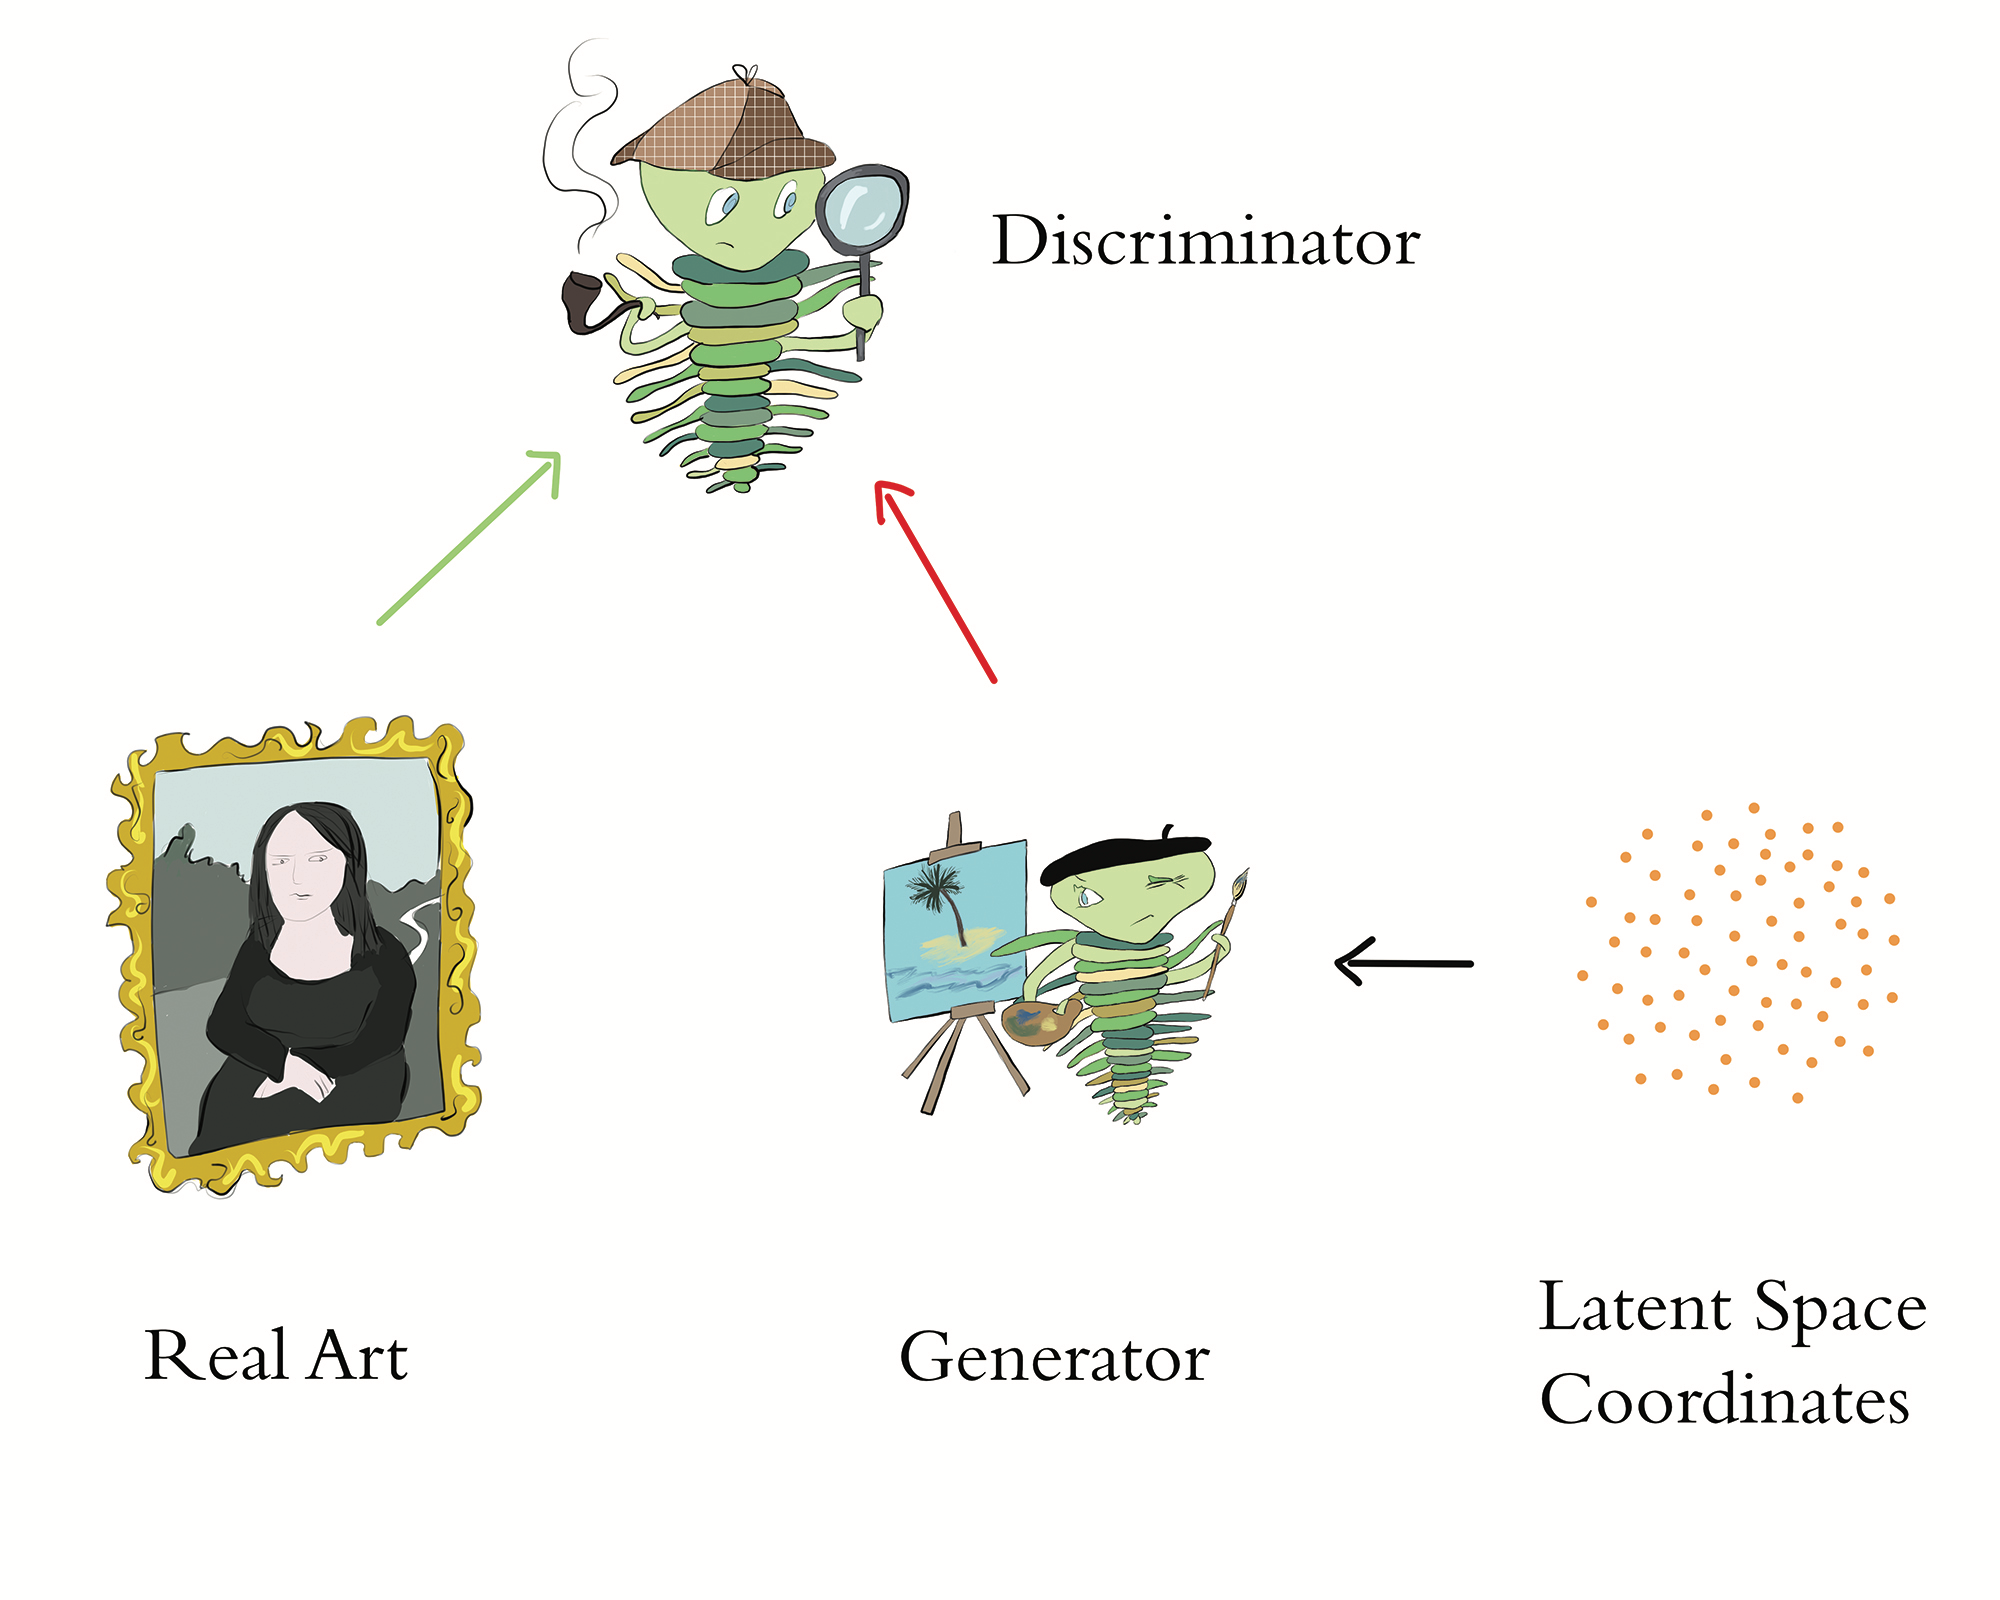 Discriminator
Real Art
Generator
Latent Space
Coordinates